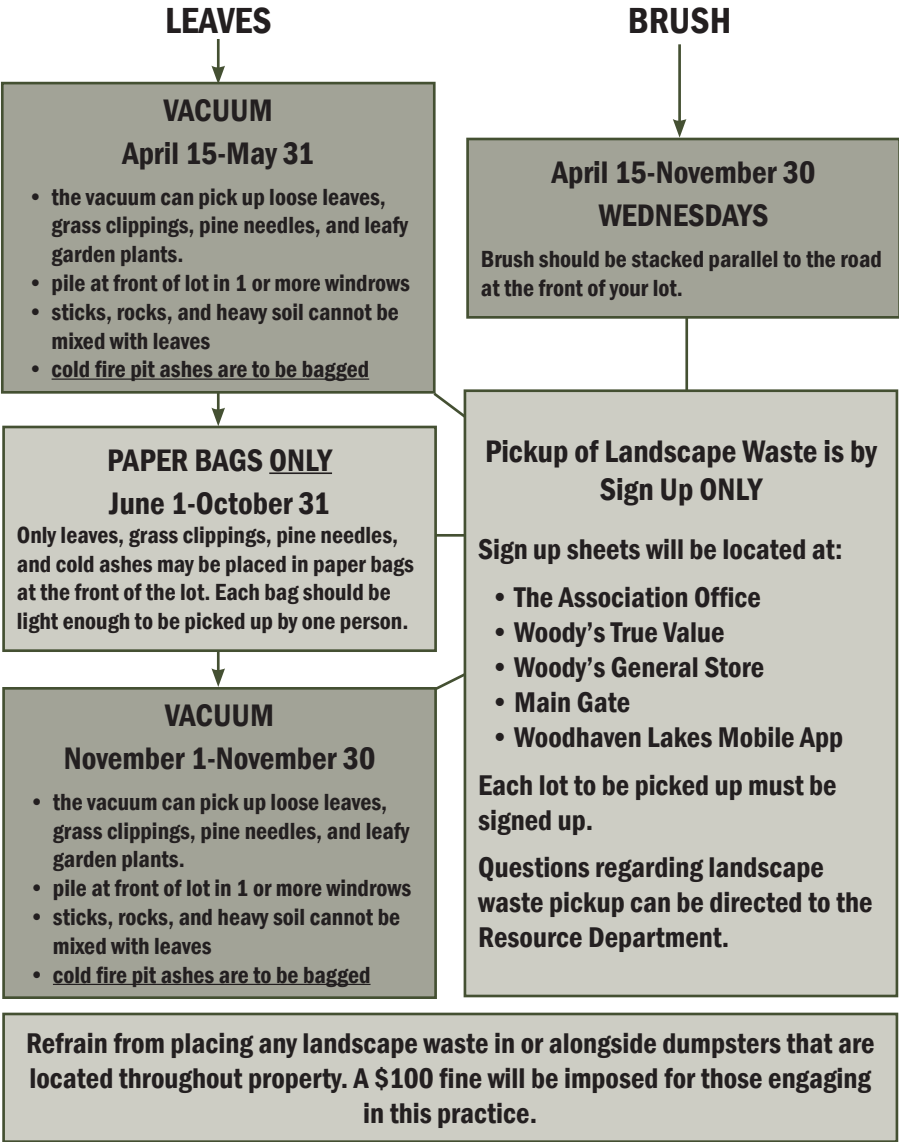 LEAVES
VACUUM
April 15-May 31
• the vacuum can pick up loose leaves,
grass clippings, pine needles, and leafy
garden plants.
• pile at front of lot in 1 or more windrows
• sticks, rocks, and heavy soil cannot be
mixed with leaves
• cold fire pit ashes are to be bagged
PAPER BAGS ONLY
June 1-October 31
Only leaves, grass clippings, pine needles,
and cold ashes may be placed in paper bags
at the front of the lot. Each bag should be
light enough to be picked up by one person.
VACUUM
November 1-November 30
• the vacuum can pick up loose leaves,
grass clippings, pine needles, and leafy
garden plants.
• pile at front of lot in 1 or more windrows
• sticks, rocks, and heavy soil cannot be
mixed with leaves
• cold fire pit ashes are to be bagged
BRUSH
April 15-November 30
WEDNESDAYS
Brush should be stacked parallel to the road
at the front of your lot.
Pickup of Landscape Waste is by
Sign Up ONLY
Sign up sheets will be located at:
• The Association Office
• Woody's True Value
• Woody's General Store
• Main Gate
• Woodhaven Lakes Mobile App
Each lot to be picked up must be
signed up.
Questions regarding landscape
waste pickup can be directed to the
Resource Department.
Refrain from placing any landscape waste in or alongside dumpsters that are
located throughout property. A $100 fine will be imposed for those engaging
in this practice.